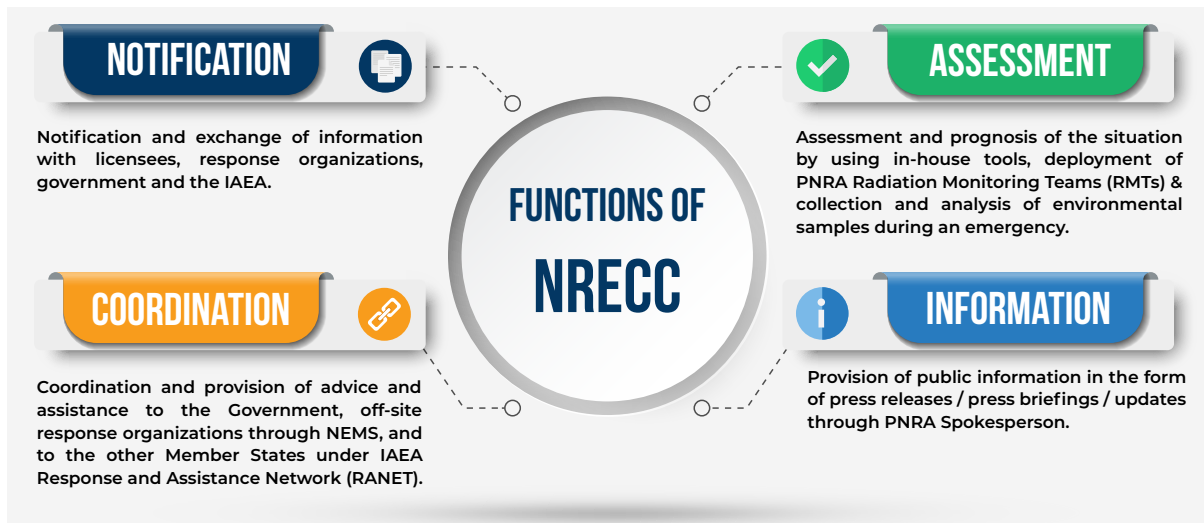 NOTIFICATION
Notification and exchange of information
with licensees, response organizations,
government and the IAEA.
ASSESSMENT
Assessment and prognosis of the situation
by using in-house tools, deployment of
PNRA Radiation Monitoring Teams (RMTs) &
collection and analysis of environmental
samples during an emergency.
FUNCTIONS OF
NRECC
COORDINATION
Coordination and provision of advice and
assistance to the Government, off-site
response organizations through NEMS, and
to the other Member States under IAEA
Response and Assistance Network (RANET).
INFORMATION
Provision of public information in the form
of press releases / press briefings / updates
through PNRA Spokesperson.